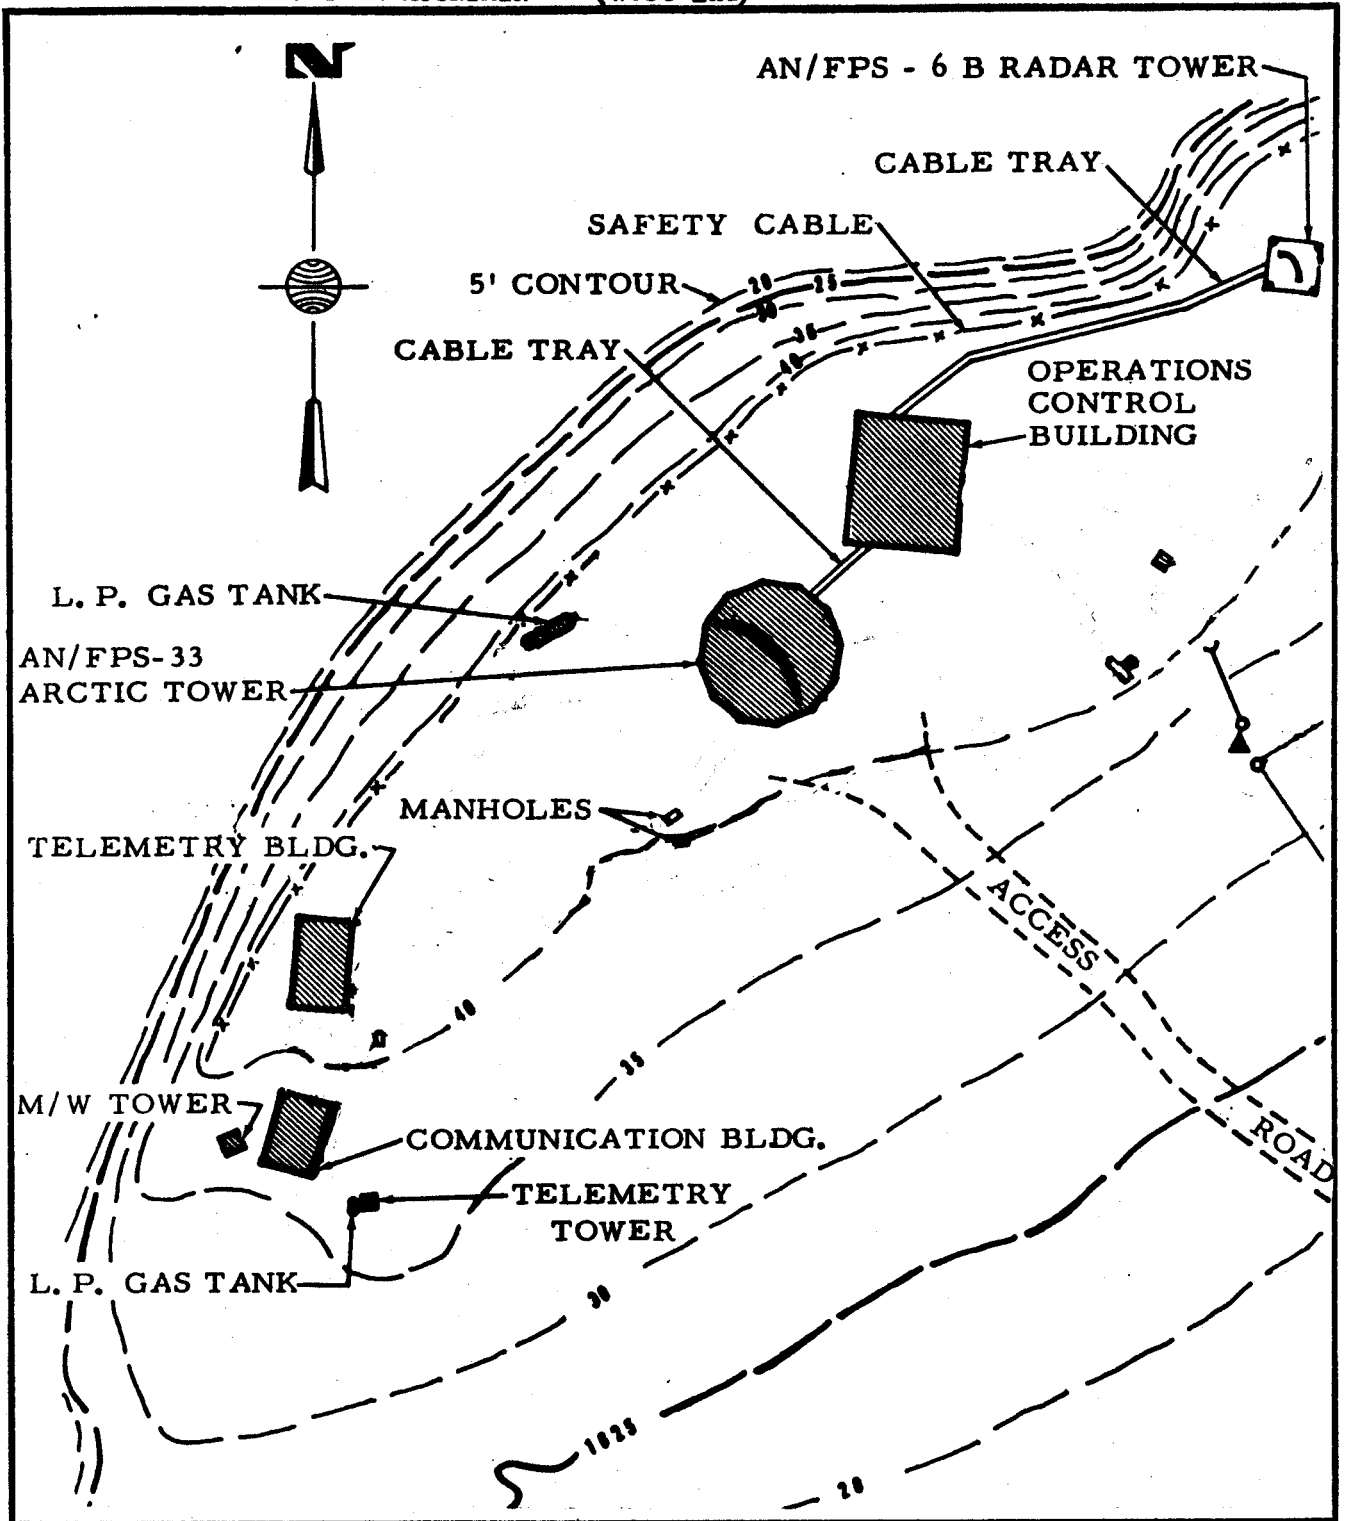 N
AN/FPS - 6 B RADAR TOWER
CABLE TRAY
SAFETY CABLE
5' CONTOUR
20
25
30
35
40
CABLE TRAY
OPERATIONS
CONTROL
BUILDING
L. P. GAS TANK
AN/FPS-33
ARCTIC TOWER
MANHOLES
TELEMETRY BLDG.
ACCESS
ROAD
40
35
M/W TOWER
COMMUNICATION BLDG.
TELEMETRY
TOWER
L. P. GAS TANK
30
1625
20